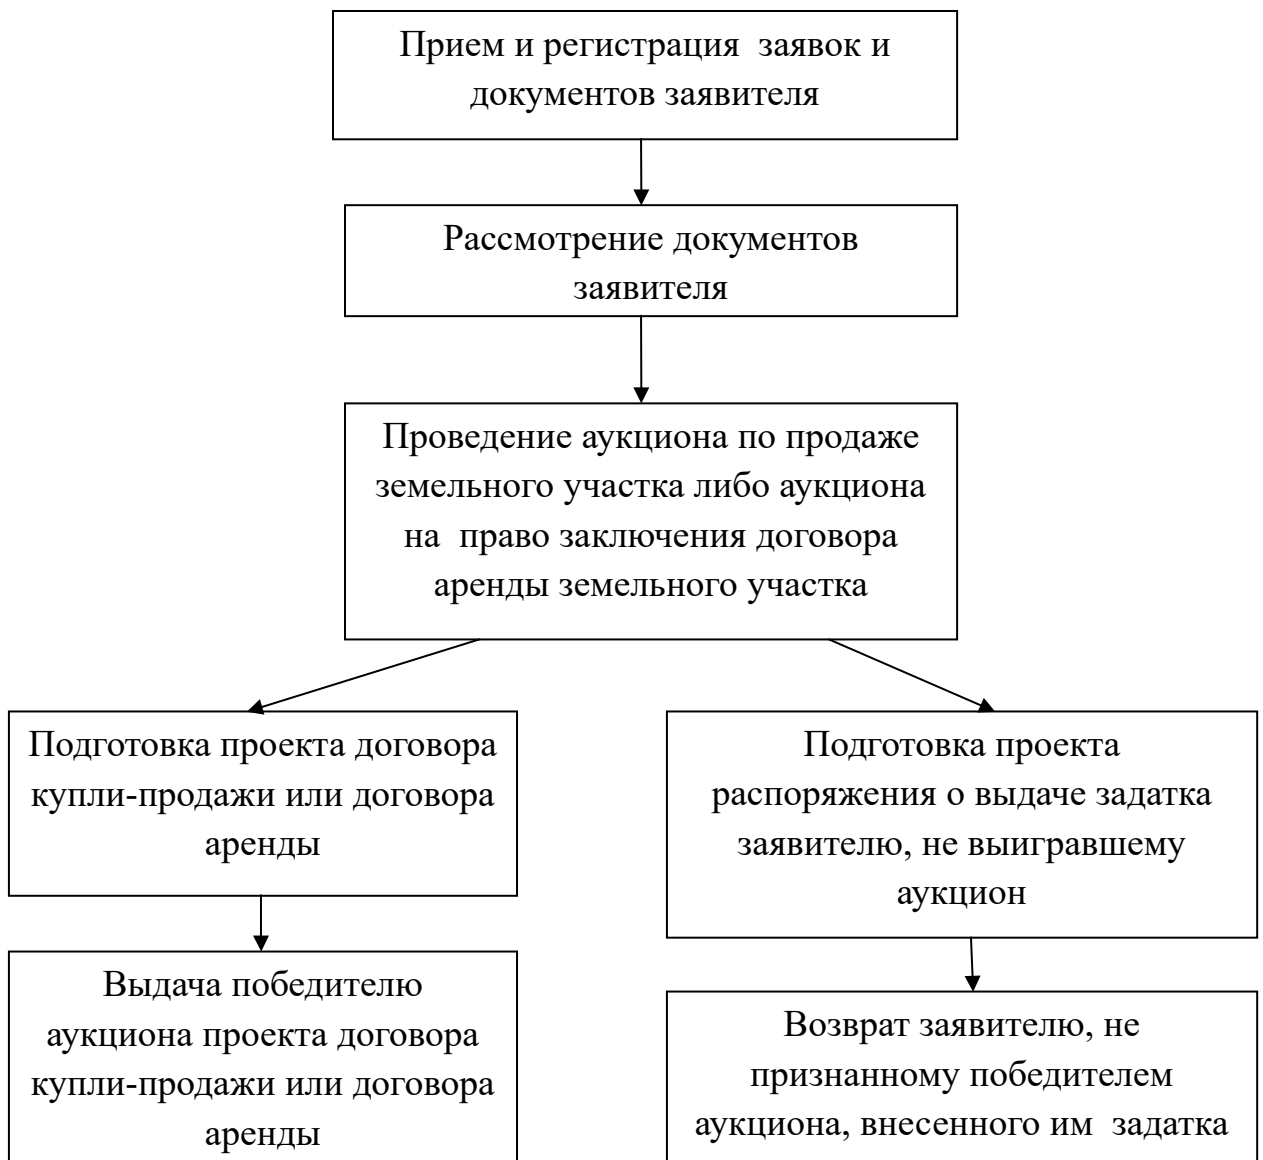 Прием и регистрация  заявок и
документов заявителя
Рассмотрение документов
заявителя
Проведение аукциона по продаже
земельного участка либо аукциона
на  право заключения договора
аренды земельного участка
Подготовка проекта договора
купли-продажи или договора
аренды
Подготовка проекта
распоряжения о выдаче задатка
заявителю, не выигравшему
аукцион
Выдача победителю
аукциона проекта договора
купли-продажи или договора
аренды
Возврат заявителю, не
признанному победителем
аукциона, внесенного им  задатка